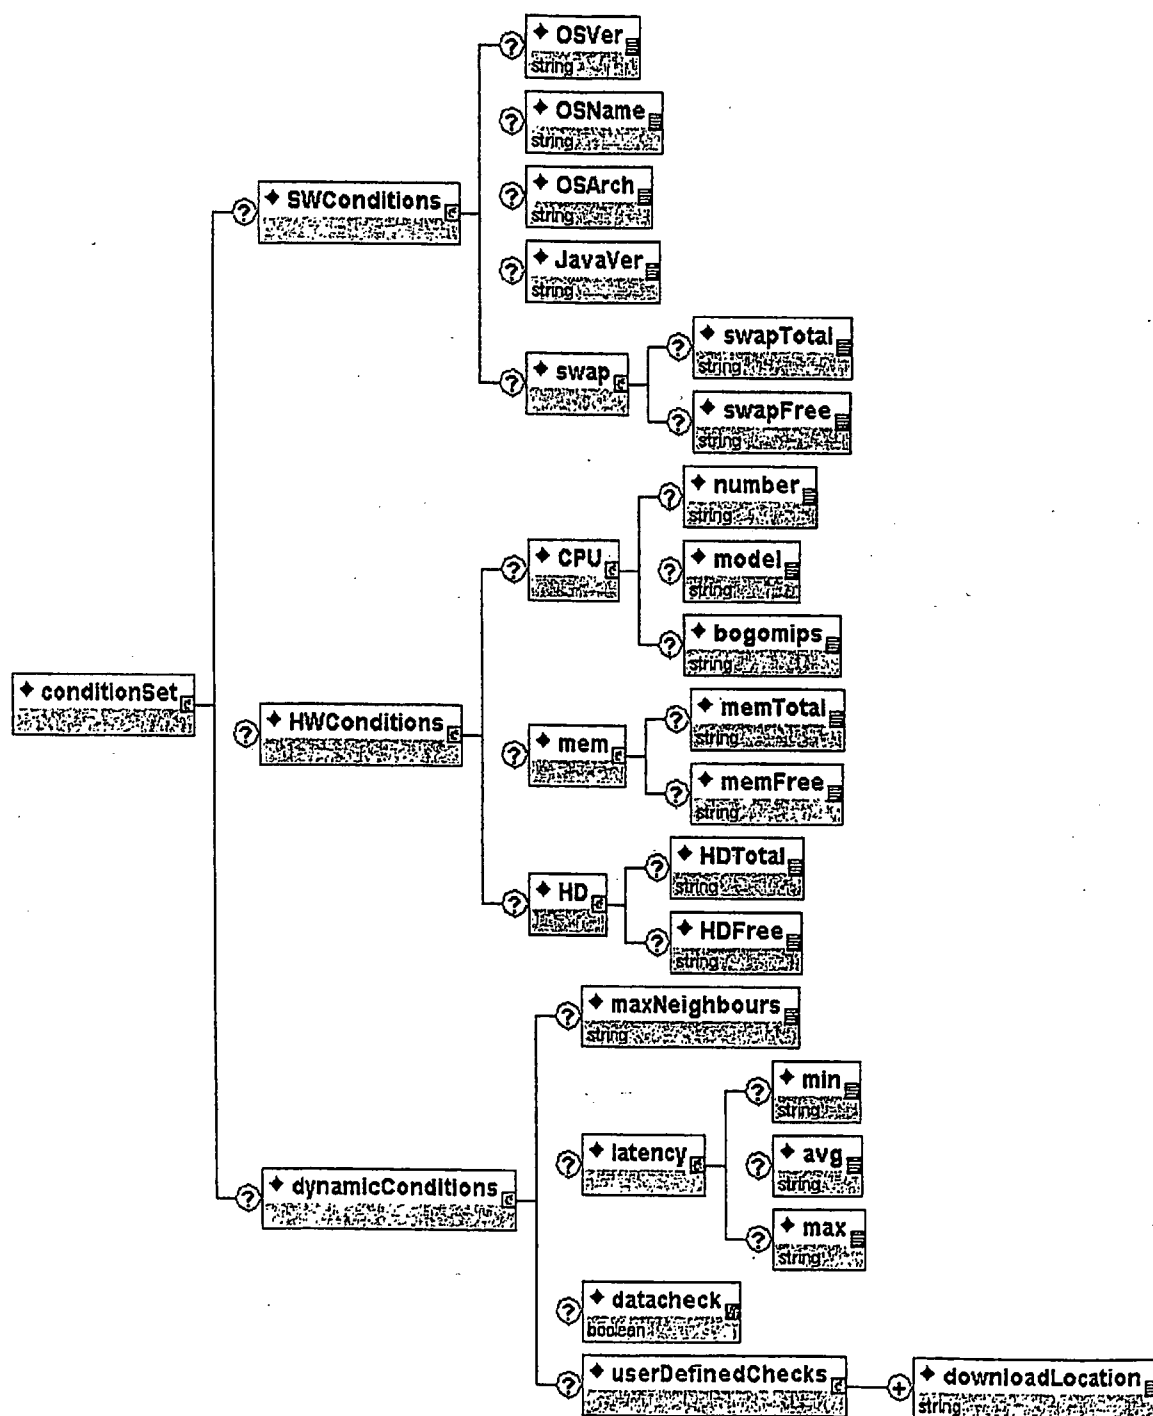 OSVer
string
OSName
string
OSArch
string
SWConditions
JavaVer
string
swapTotal
string
swap
swapFree
string
number
string
CPU
model
string
bogomips
string
conditionSet
HWConditions
memTotal
string
mem
memFree
string
HDTotal
string
HD
HDFree
string
maxNeighbours
string
min
string
latency
avg
string
dynamicConditions
max
string
datacheck
boolean
userDefinedChecks
downloadLocation
string